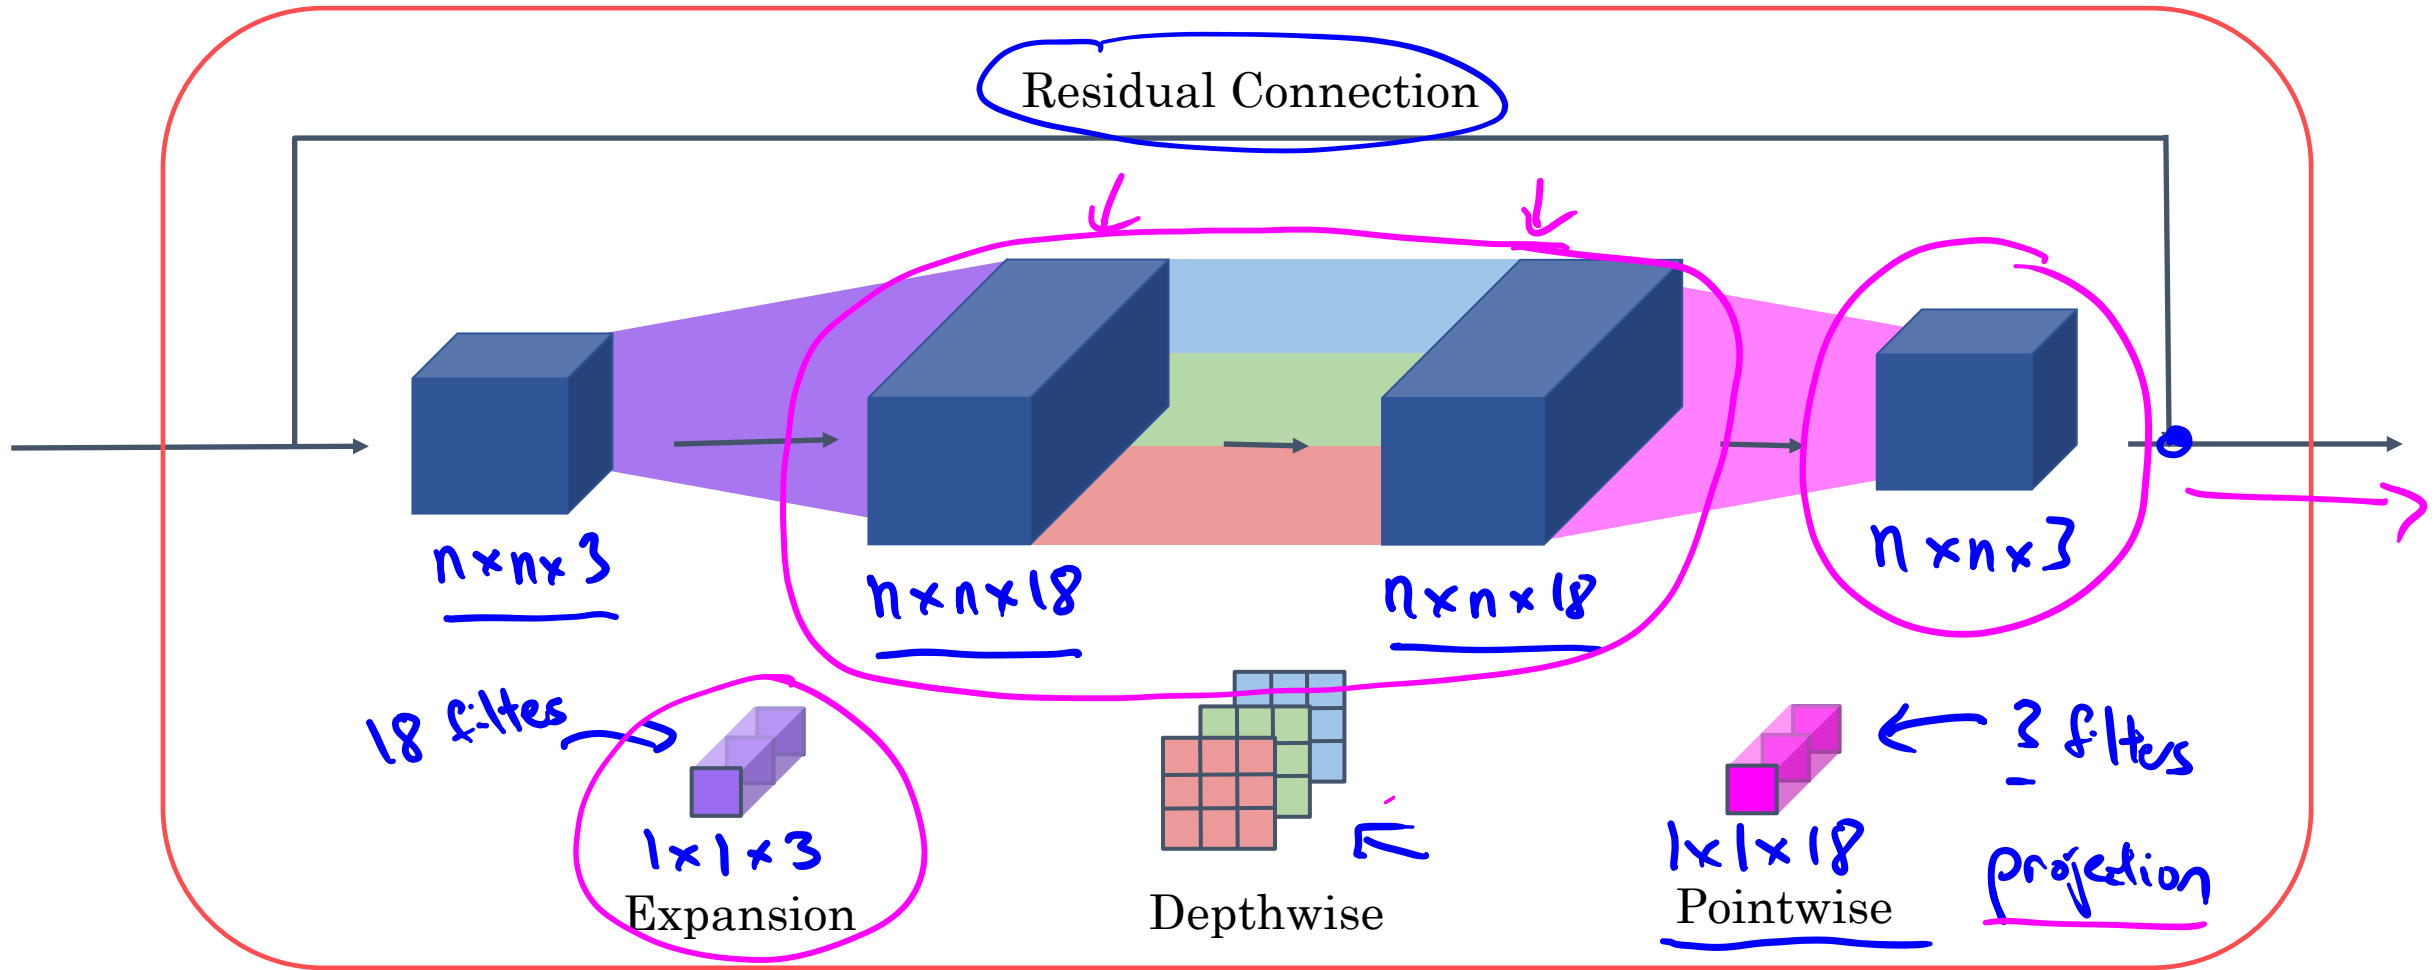 Residual Connection
n×n×3
n×n×18
n×n×18
n×n×3
18 filtes
1×1×3
Expansion
Depthwise
3 filters
1×1×18
Pointwise
projection